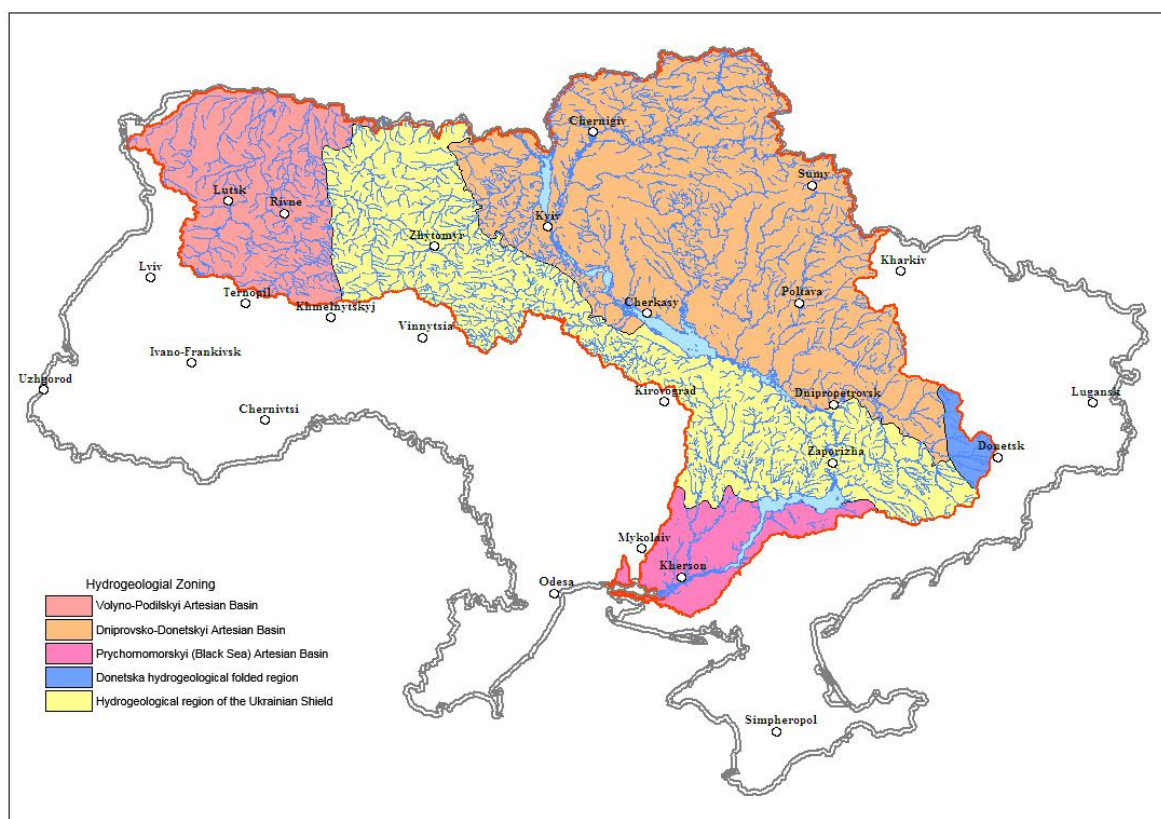 Chernigiv
Sumy
Lutsk
Rivne
Kyiv
Zhytomyr
Kharkiv
Lviv
Ternopil
Khmelnytskyj
Cherkasy
Poltava
Vinnytsia
Ivano-Frankivsk
Uzhgorod
Kirovograd
Dnipropetrovsk
Lugansk
Chernivtsi
Donetsk
Zaporizha
Mykolaiv
Kherson
Odesa
Simpheropol
Hydrogeologial Zoning
Volyno-Podilskyi Artesian Basin
Dniprovsko-Donetskyi Artesian Basin
Prychornomorskyi (Black Sea) Artesian Basin
Donetska hydrogeological folded region
Hydrogeological region of the Ukrainian Shield